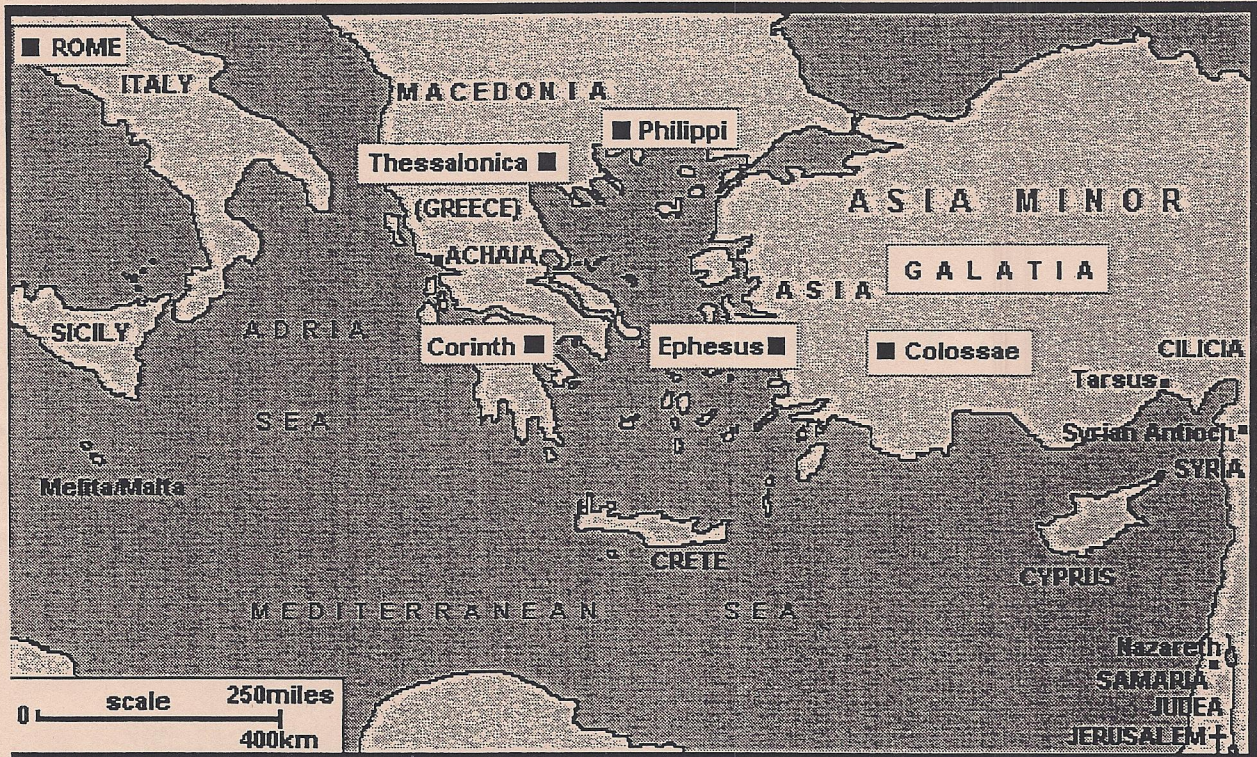 ROME
ITALY
MACEDONIA
Philippi
Thessalonica
(GREECE)
ASIA MINOR
ACHAIA
GALATIA
ASIA
SICILY
ADRIA
Corinth
Ephesus
Colossae
CILICIA
Tarsus
SEA
Syrian Antioch
SYRIA
Melita/Malta
CRETE
CYPRUS
MEDITERRANEAN SEA
Nazareth
SAMARIA
JUDEA
JERUSALEM
scale 250miles
0
400km